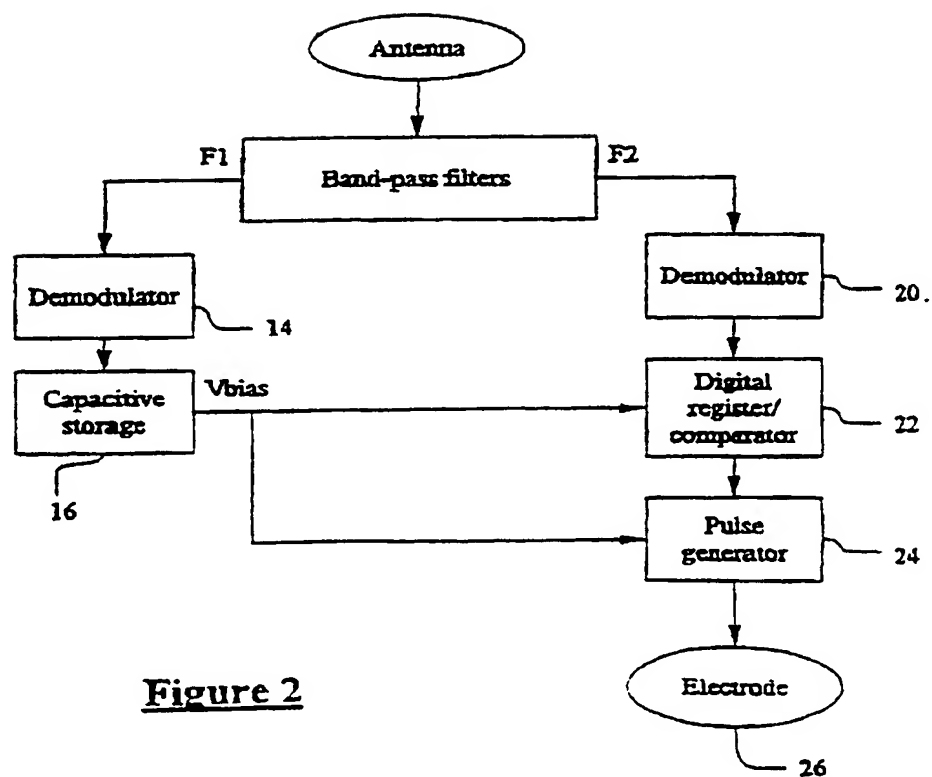 Antenna
F1
F2
Band-pass filters
Demodulator
Demodulator
20.
14
Capacitive
storage
Vbias
Digital
register/
comparator
22
16
Pulse
generator
24
Figure 2
Electrode
26